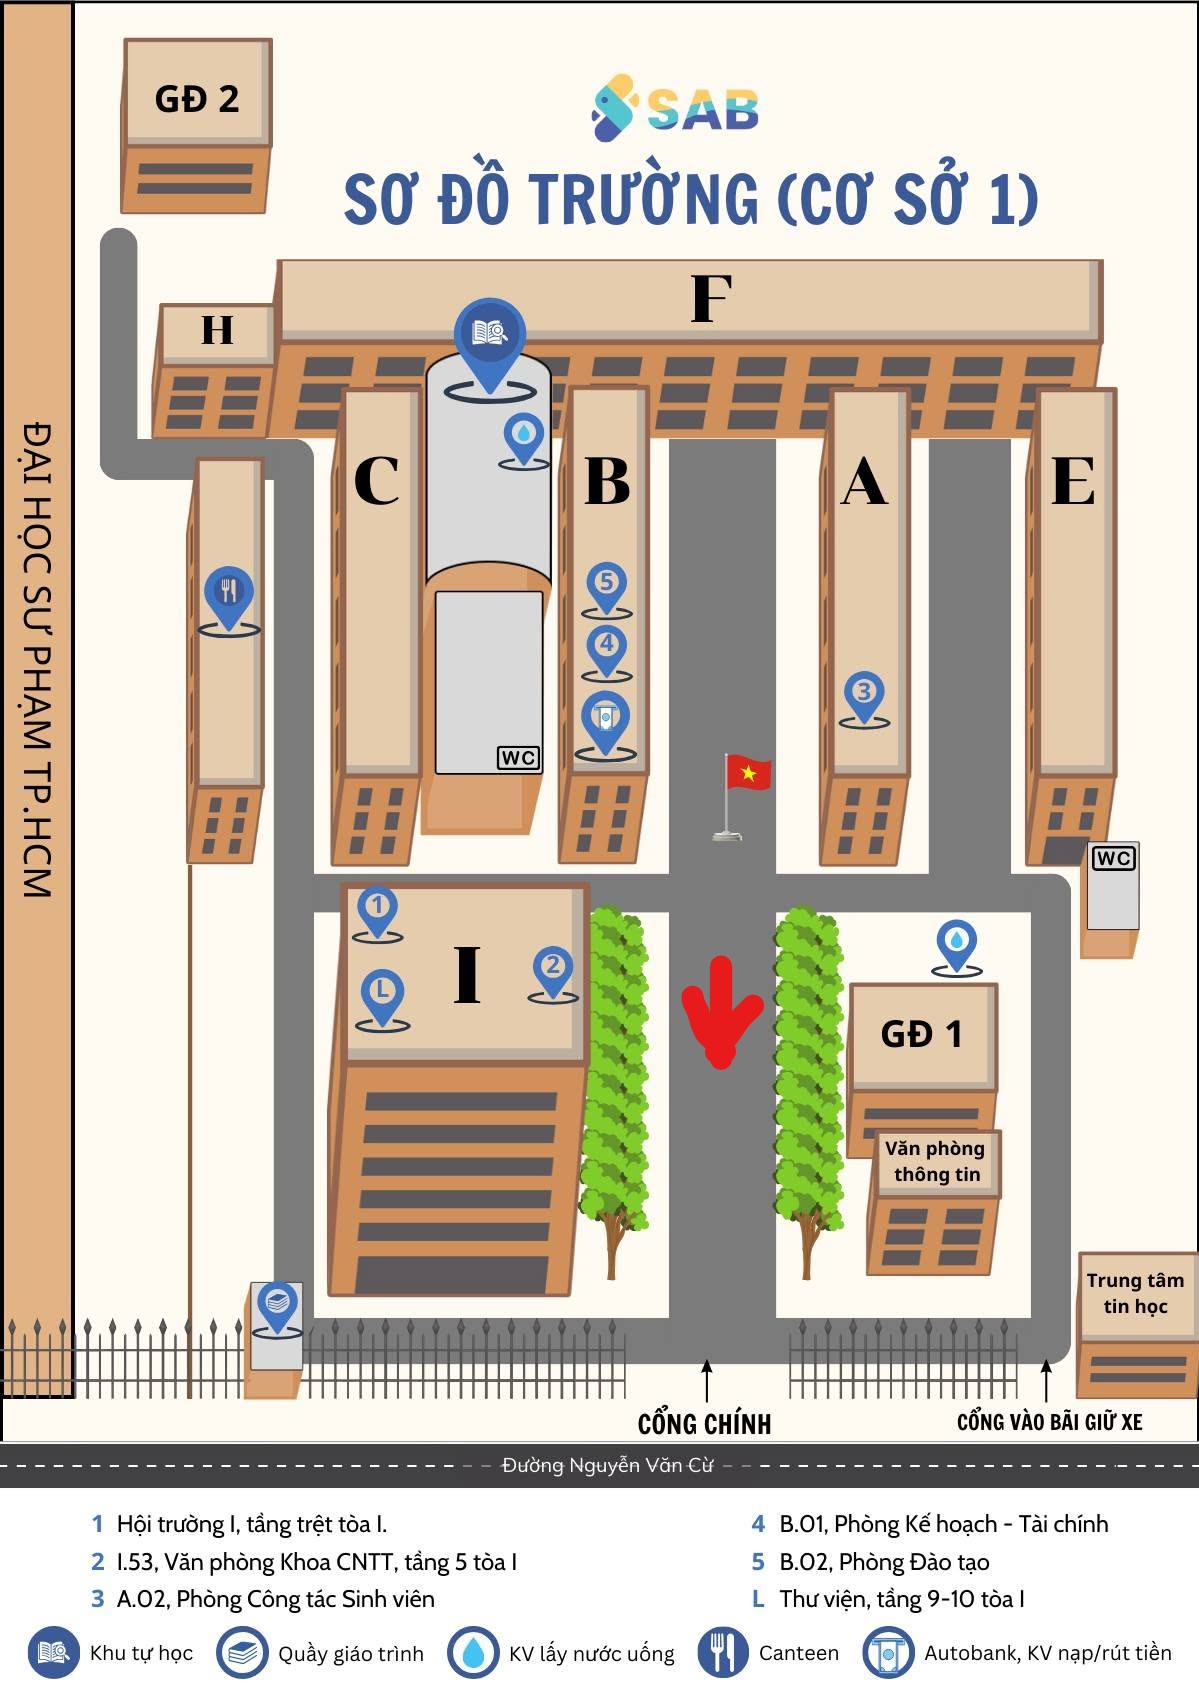 GĐ 2
SAB
SƠ ĐỒ TRƯỜNG (CƠ SỞ 1)
F
H
C
B
A
E
5
4
3
WC
WC
ĐẠI HỌC SƯ PHẠM TP.HCM
1
I
2
L
GĐ 1
Văn phòng
thông tin
Trung tâm
tin học
CỔNG CHÍNH
CỔNG VÀO BÃI GIỮ XE
Đường Nguyễn Văn Cừ
1 Hội trường I, tầng trệt tòa I.
2 I.53, Văn phòng Khoa CNTT, tầng 5 tòa I
3 A.02, Phòng Công tác Sinh viên
4 B.01, Phòng Kế hoạch - Tài chính
5 B.02, Phòng Đào tạo
L Thư viện, tầng 9-10 tòa I
Khu tự học
Quầy giáo trình
KV lấy nước uống
Canteen
Autobank, KV nạp/rút tiền